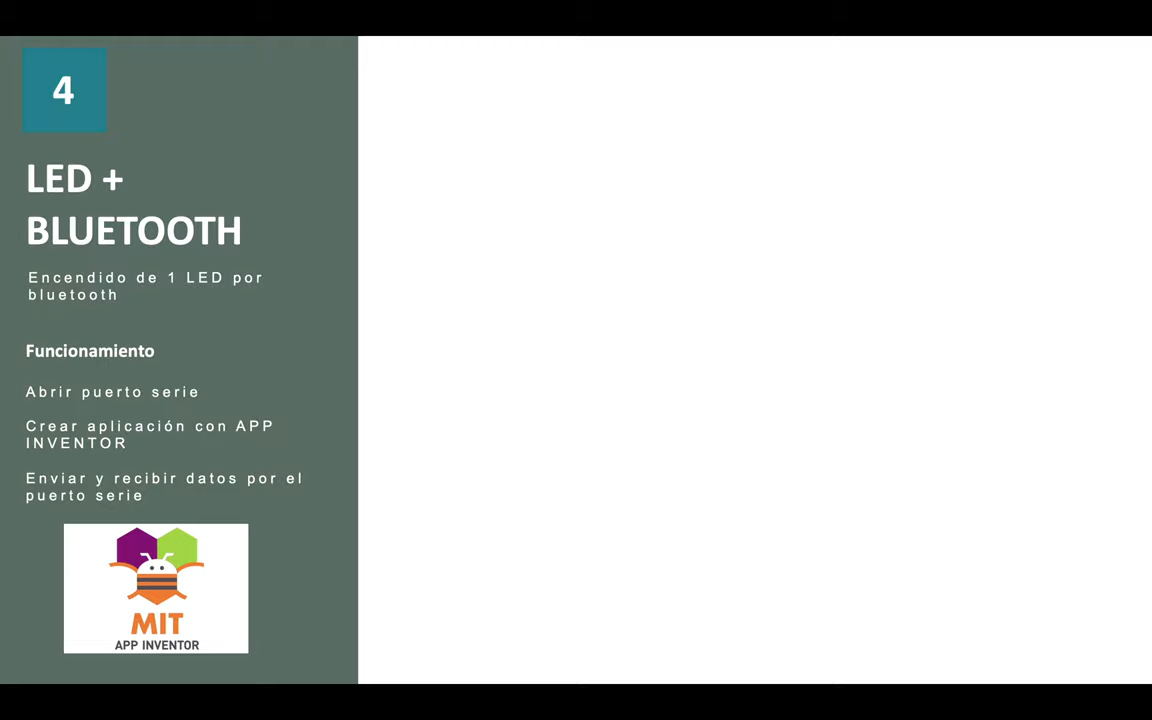 4
LED +
BLUETOOTH
Encendido de 1 LED por
bluetooth
Funcionamiento
Abrir puerto serie
Crear aplicación con APP
INVENTOR
Enviar y recibir datos por el
puerto serie
MIT
APP INVENTOR